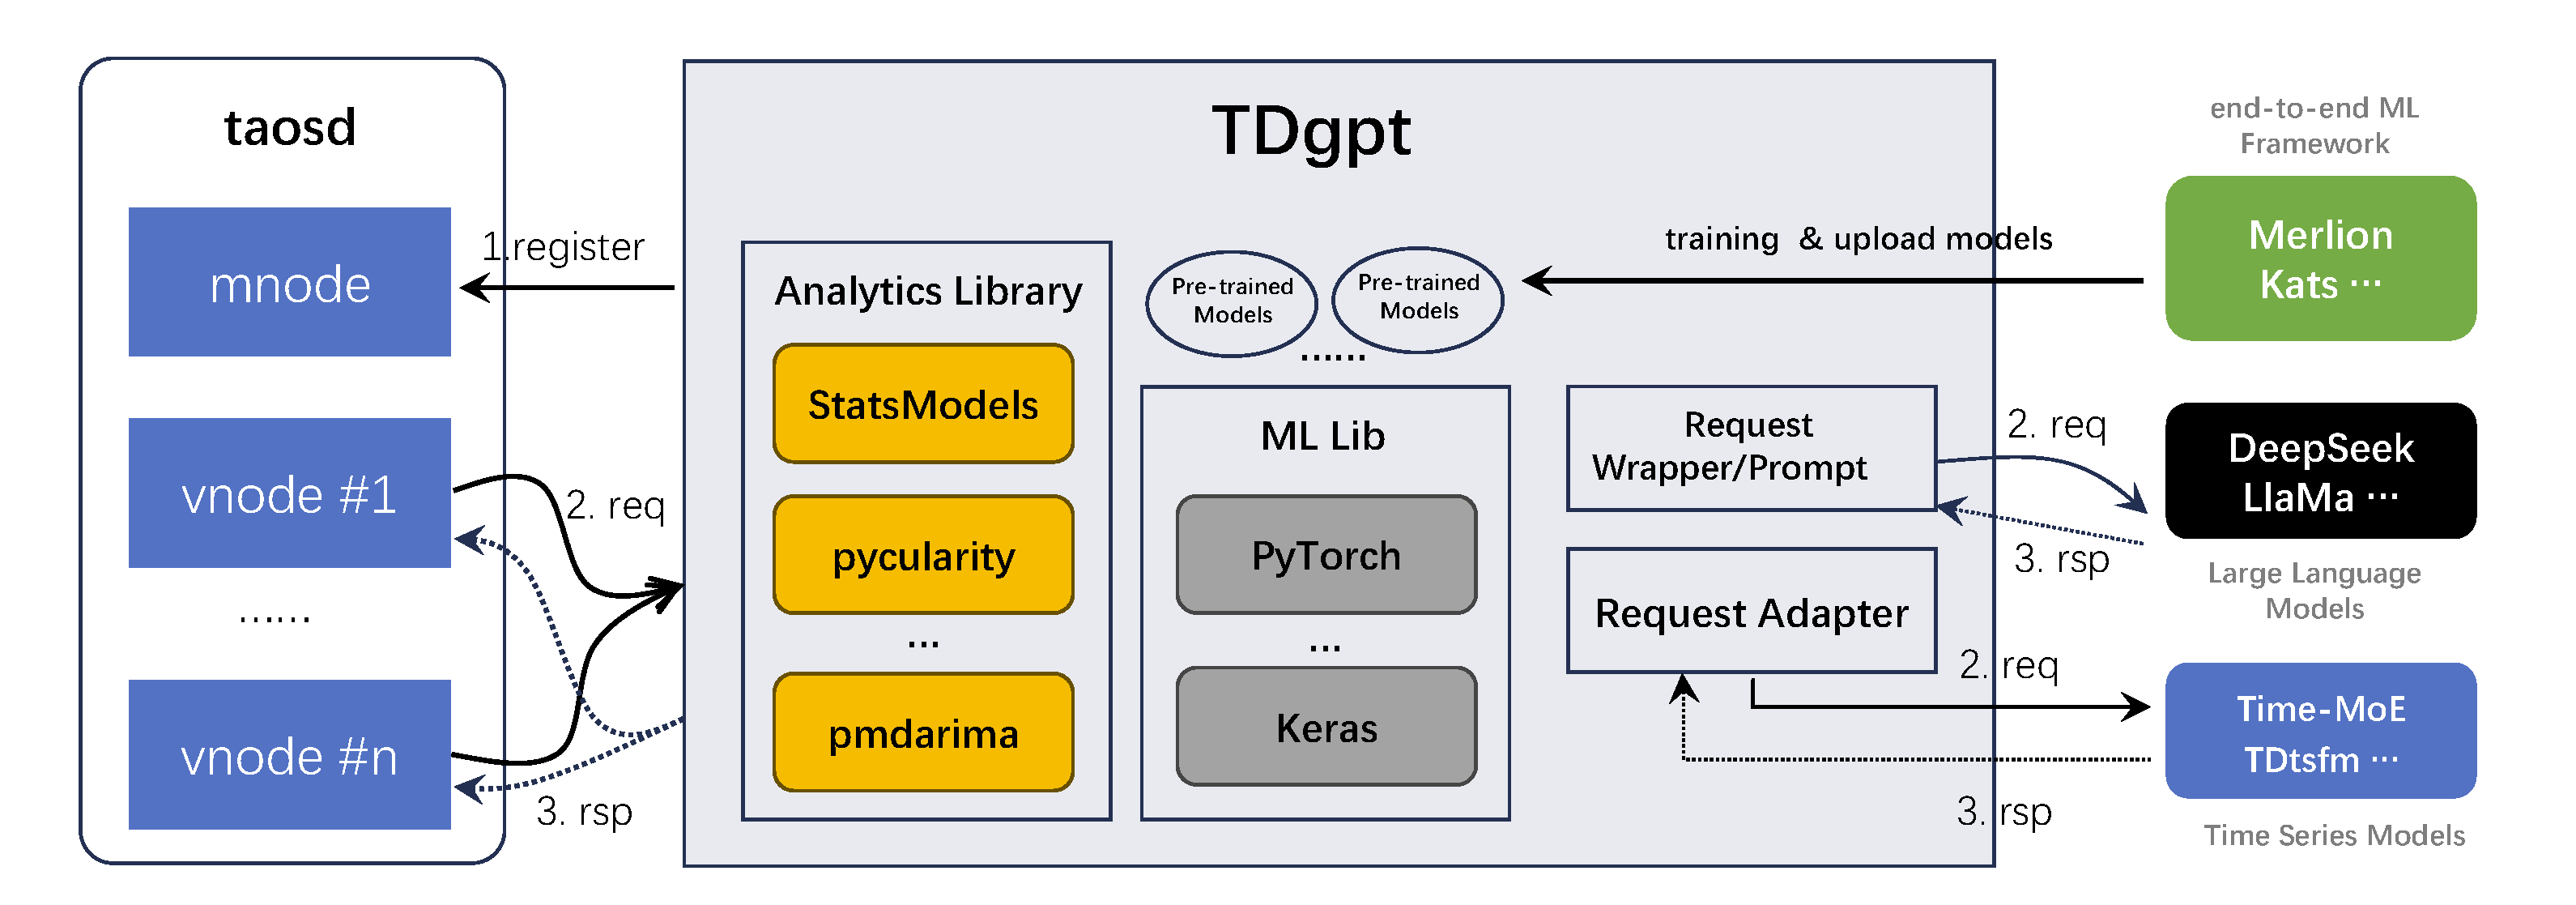 taosd
mnode
vnode #1
......
vnode #n
1.register
2. req
3. rsp
TDgpt
Analytics Library
StatsModels
pycularity
...
pmdarima
Pre-trained
Models
Pre-trained
Models
......
ML Lib
PyTorch
...
Keras
training & upload models
Request
Wrapper/Prompt
Request Adapter
2. req
3. rsp
2. req
3. rsp
end-to-end ML
Framework
Merlion
Kats ...
DeepSeek
LlaMa ...
Large Language
Models
Time-MoE
TDtsfm ...
Time Series Models